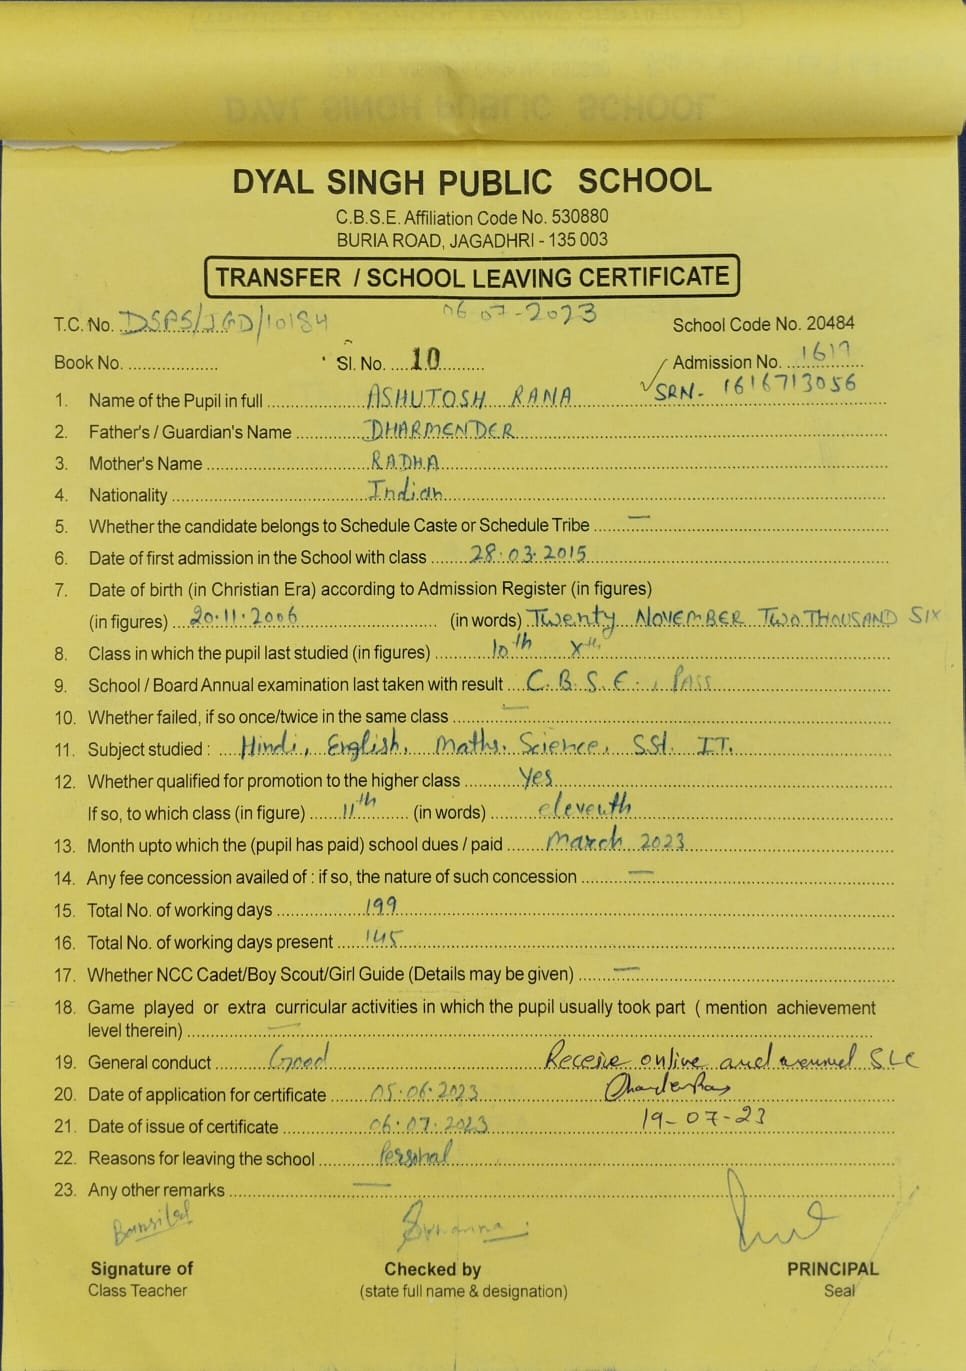 DYAL SINGH PUBLIC SCHOOL
C.B.S.E. Affiliation Code No. 530880
BURIA ROAD, JAGADHRI - 135 003
TRANSFER / SCHOOL LEAVING CERTIFICATE
T.C. No. DSPS/JGD/10184 06-07-2023 School Code No. 20484
Book No. .................. Sl. No. ....10.......... Admission No. 1617
SRN- 1616713056
1. Name of the Pupil in full ASHUTOSH RANA
2. Father's / Guardian's Name DHARMENDER
3. Mother's Name RADHA
4. Nationality Indian
5. Whether the candidate belongs to Schedule Caste or Schedule Tribe —
6. Date of first admission in the School with class 28.03.2015
7. Date of birth (in Christian Era) according to Admission Register (in figures)
(in figures) 20.11.2006 (in words) Twenty NOVEMBER TWO THOUSAND SIX
8. Class in which the pupil last studied (in figures) 10th Xth
9. School / Board Annual examination last taken with result C.B.S.E., PASS
10. Whether failed, if so once/twice in the same class —
11. Subject studied : Hindi, English, Maths, Science, SSt. I.T.
12. Whether qualified for promotion to the higher class Yes
If so, to which class (in figure) 11th (in words) eleventh
13. Month upto which the (pupil has paid) school dues / paid March 2023
14. Any fee concession availed of : if so, the nature of such concession —
15. Total No. of working days 199
16. Total No. of working days present 145
17. Whether NCC Cadet/Boy Scout/Girl Guide (Details may be given) —
18. Game played or extra curricular activities in which the pupil usually took part ( mention achievement
level therein) —
19. General conduct Good Receive online and SLC
20. Date of application for certificate 05.06.2023
21. Date of issue of certificate 06.07.2023 19-07-23
22. Reasons for leaving the school Personal
23. Any other remarks —
Signature of Checked by PRINCIPAL
Class Teacher (state full name & designation) Seal